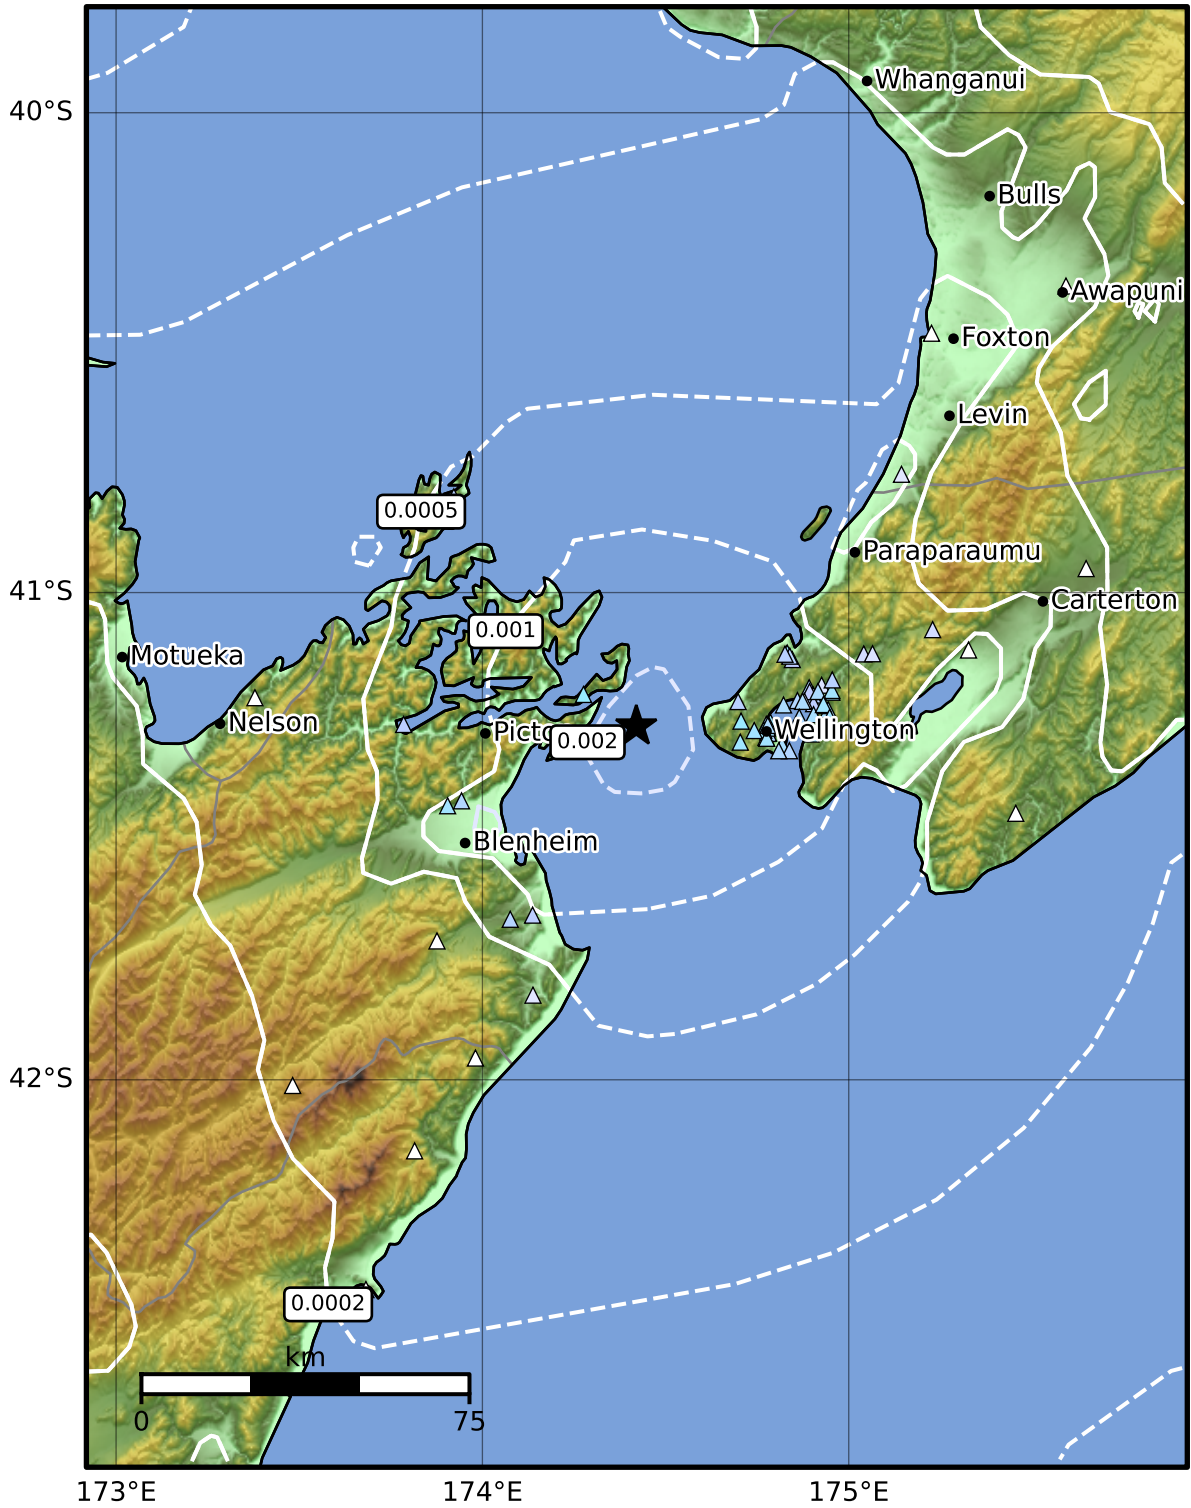 Whanganui
40°S
Bulls
Awapuni
Foxton
Levin
0.0005
Paraparaumu
41°S
Carterton
0.001
Motueka
Nelson
Picto
0.002
Wellington
Blenheim
42°S
0.0002
km
0
75
173°E
174°E
175°E